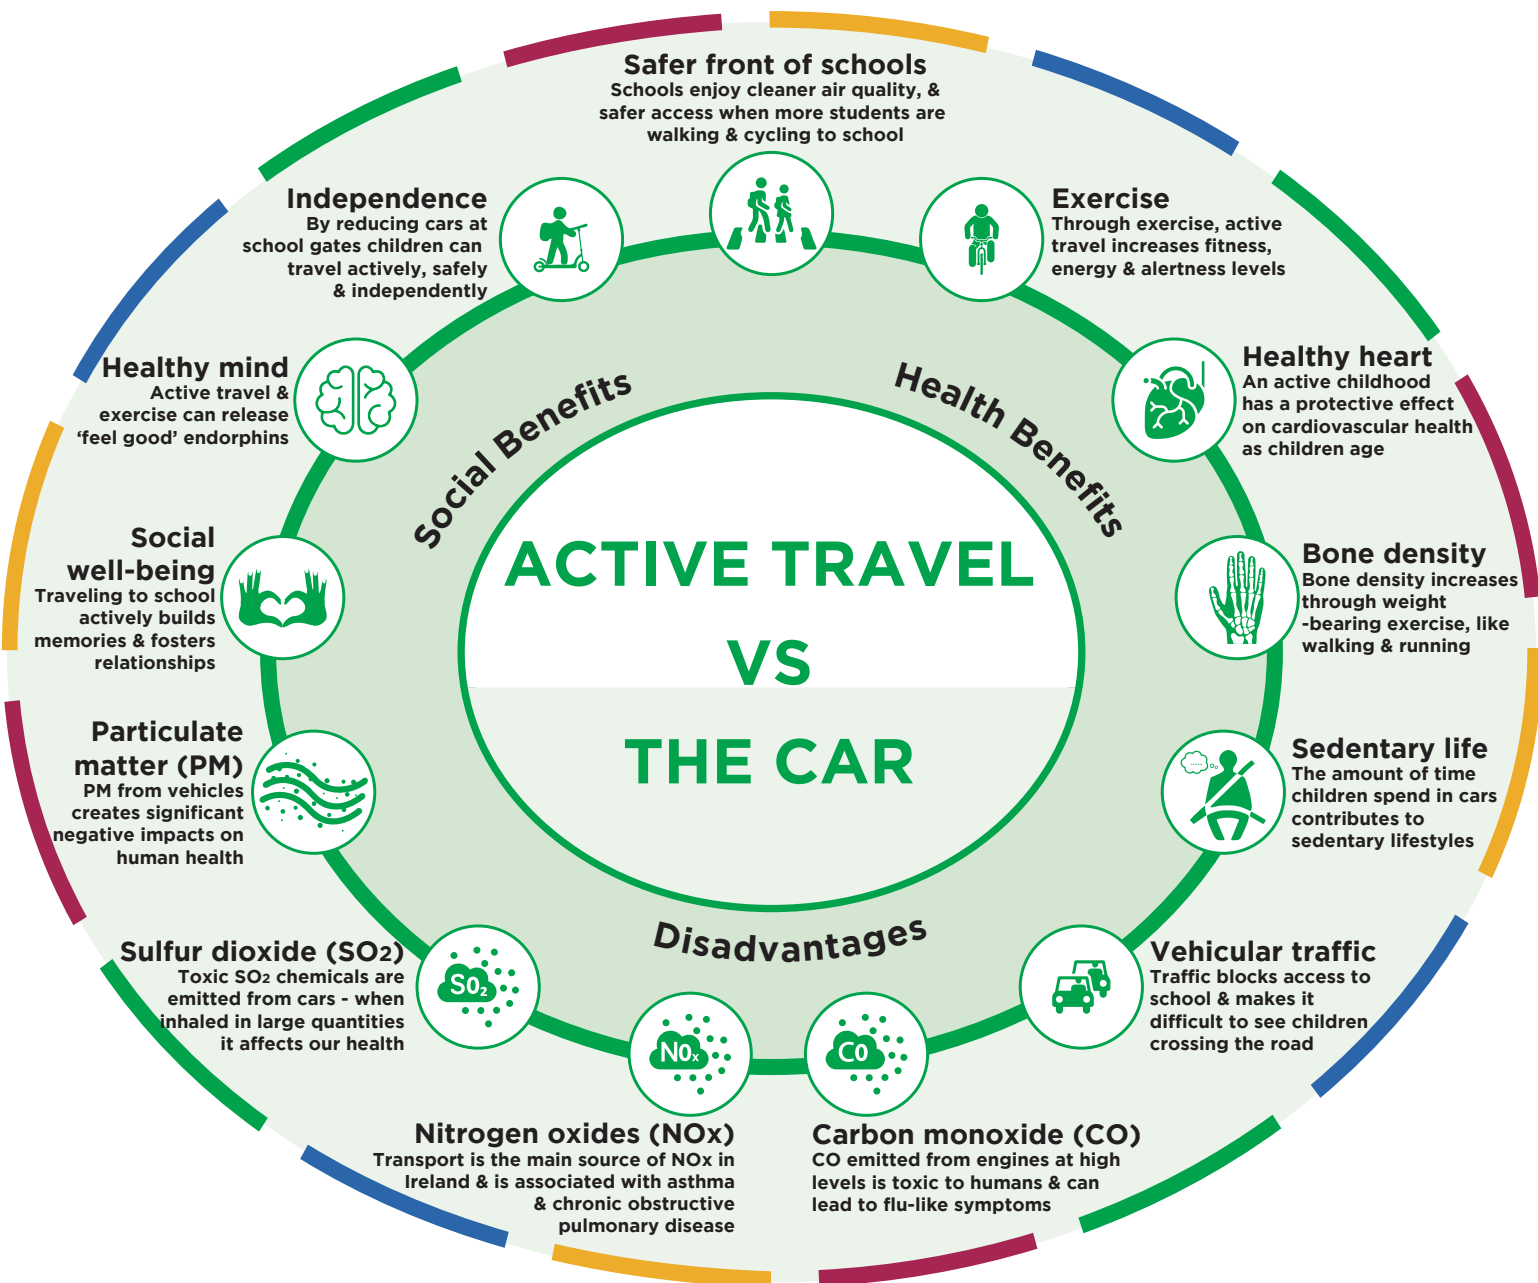 Safer front of schools
Schools enjoy cleaner air quality, &
safer access when more students are
walking & cycling to school
Exercise
Through exercise, active
travel increases fitness,
energy & alertness levels
Healthy heart
An active childhood
has a protective effect
on cardiovascular health
as children age
Bone density
Bone density increases
through weight
-bearing exercise, like
walking & running
Sedentary life
The amount of time
children spend in cars
contributes to
sedentary lifestyles
Vehicular traffic
Traffic blocks access to
school & makes it
difficult to see children
crossing the road
Carbon monoxide (CO)
CO emitted from engines at high
levels is toxic to humans & can
lead to flu-like symptoms
CO
Nitrogen oxides (NOx)
Transport is the main source of NOx in
Ireland & is associated with asthma
& chronic obstructive
pulmonary disease
NOx
Sulfur dioxide (SO2)
Toxic SO2 chemicals are
emitted from cars - when
inhaled in large quantities
it affects our health
SO2
Particulate
matter (PM)
PM from vehicles
creates significant
negative impacts on
human health
Social
well-being
Traveling to school
actively builds
memories & fosters
relationships
Healthy mind
Active travel &
exercise can release
‘feel good’ endorphins
Independence
By reducing cars at
school gates children can
travel actively, safely
& independently
Social Benefits
Health Benefits
Disadvantages
ACTIVE TRAVEL
VS
THE CAR